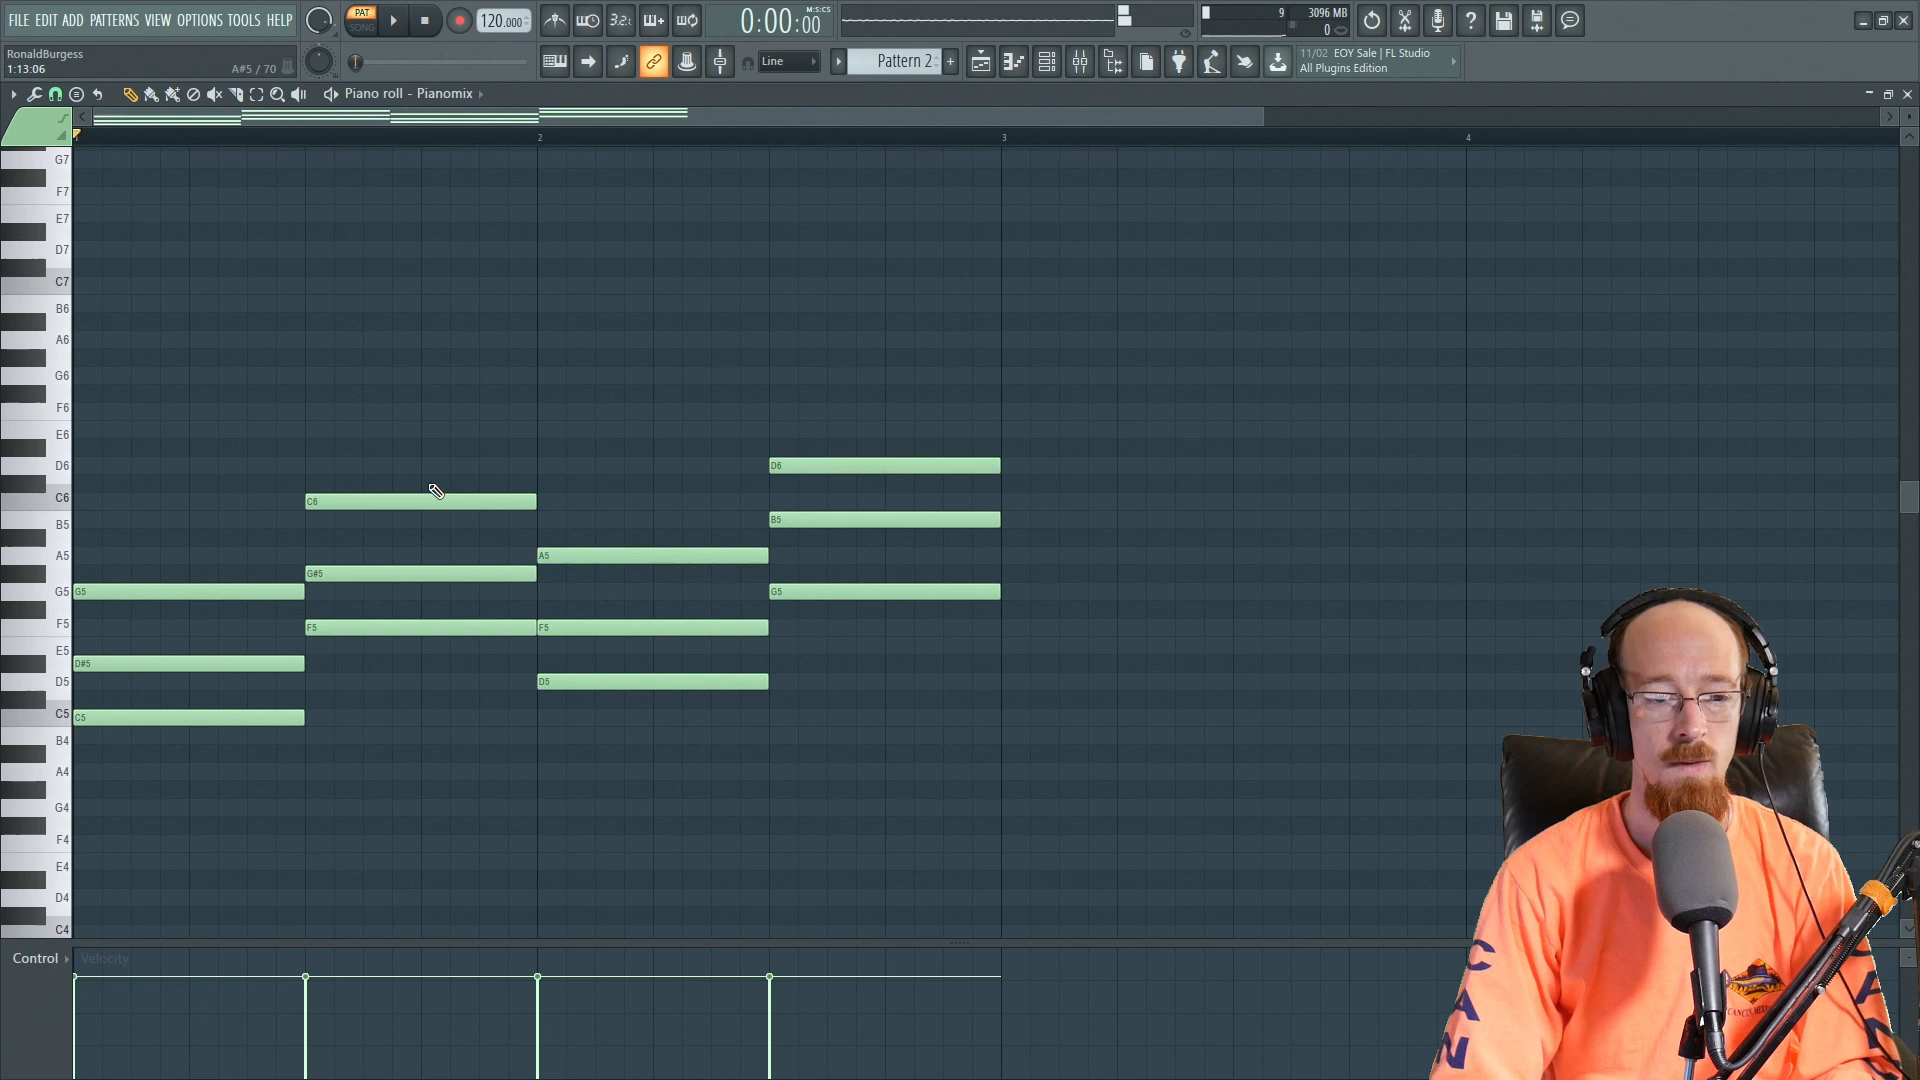 FILE EDIT ADD PATTERNS VIEW OPTIONS TOOLS HELP
PAT
SONG
120.000
3.2:
0:00:00
M:S:CS
9
3096 MB
0
RonaldBurgess
1:13:06
A#5 / 70
Line
Pattern 2
+
11/02 EOY Sale | FL Studio
All Plugins Edition
Piano roll - Pianomix
2
3
4
G7
F7
E7
D7
C7
B6
A6
G6
F6
E6
D6
C6
B5
A5
G5
F5
E5
D5
C5
B4
A4
G4
F4
E4
D4
C4
D6
C6
B5
A5
G#5
G5
G5
F5
F5
D#5
D5
C5
Control
Velocity
CAN
CAN